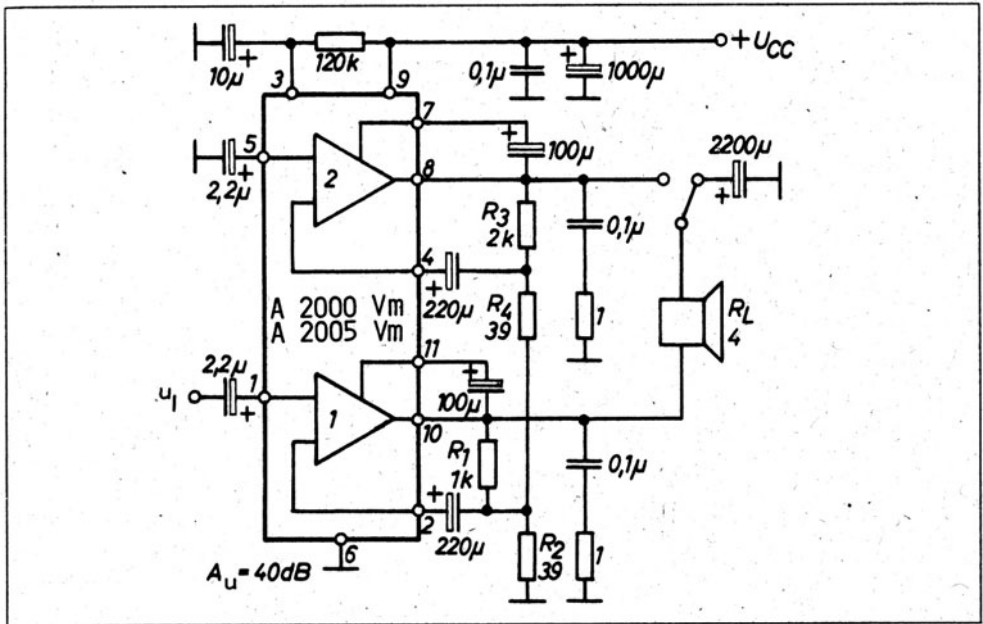 + U_CC
10µ
+
120k
3
9
0,1µ
+
1000µ
7
+
100µ
2200µ
+
5
2,2µ
+
2
8
R3
2k
0,1µ
4
+
220µ
R4
39
1
A 2000 Vm
A 2005 Vm
RL
4
11
+
100µ
2,2µ
uI
+
1
1
10
R1
1k
0,1µ
+
2
220µ
R2
39
1
6
Au = 40dB